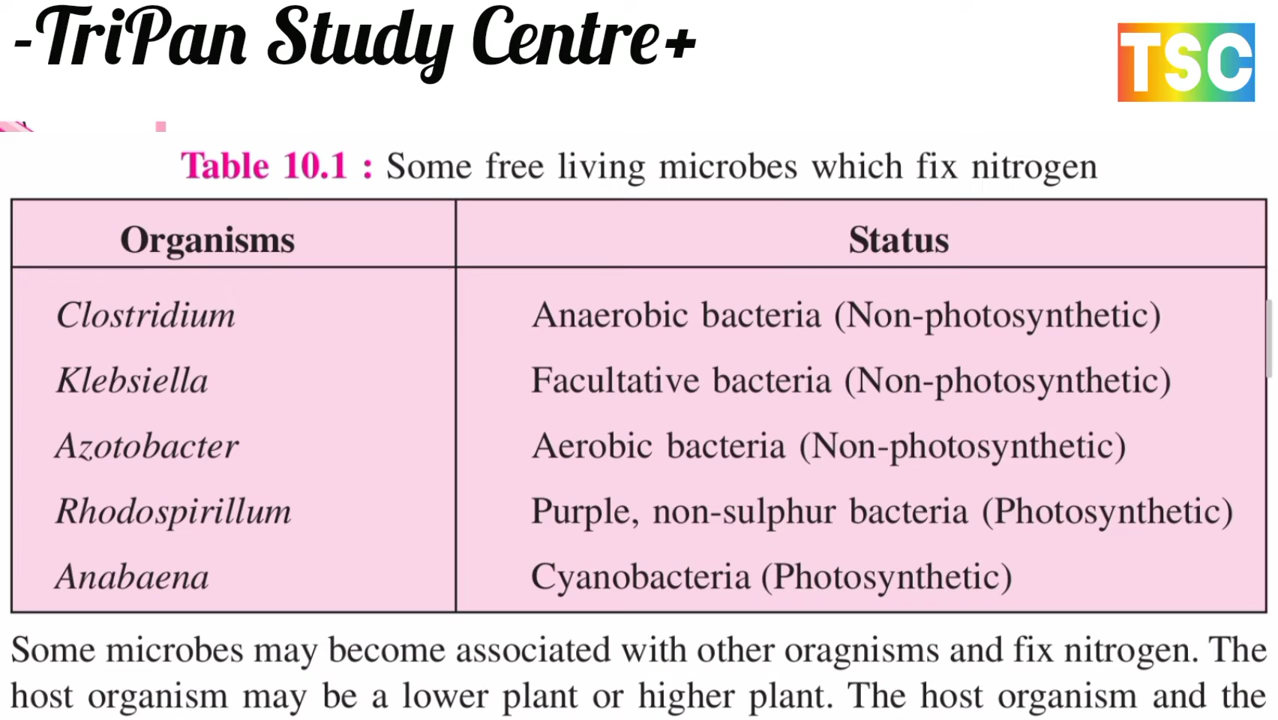 -TriPan Study Centre+
TSC
Table 10.1 : Some free living microbes which fix nitrogen
Organisms Status
Clostridium Anaerobic bacteria (Non-photosynthetic)
Klebsiella Facultative bacteria (Non-photosynthetic)
Azotobacter Aerobic bacteria (Non-photosynthetic)
Rhodospirillum Purple, non-sulphur bacteria (Photosynthetic)
Anabaena Cyanobacteria (Photosynthetic)
Some microbes may become associated with other oragnisms and fix nitrogen. The
host organism may be a lower plant or higher plant. The host organism and the